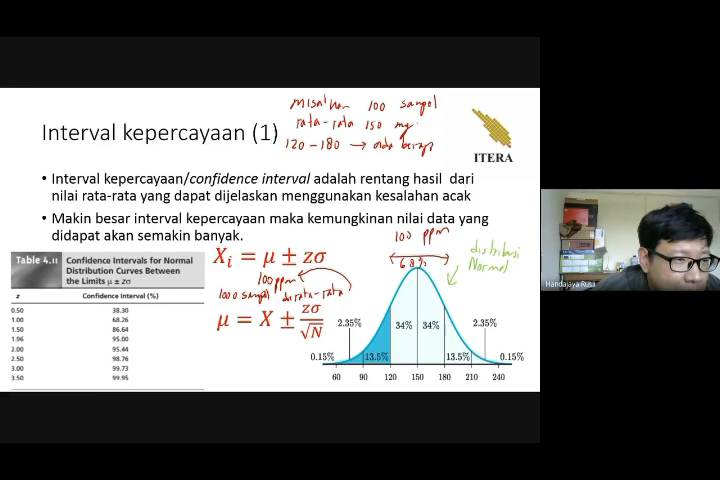 misalkan 100 sampel
rata-rata 150 mg.
120 - 180 → ada berapa
Interval kepercayaan (1)
ITERA
• Interval kepercayaan/confidence interval adalah rentang hasil dari
nilai rata-rata yang dapat dijelaskan menggunakan kesalahan acak
• Makin besar interval kepercayaan maka kemungkinan nilai data yang
didapat akan semakin banyak.
Table 4.11 Confidence Intervals for Normal
Distribution Curves Between
the Limits μ ± zσ
z Confidence Interval (%)
0.50 38.30
1.00 68.26
1.50 86.64
1.96 95.00
2.00 95.44
2.50 98.76
3.00 99.73
3.50 99.95
Xi = μ ± zσ
100 ppm
1000 sampel di rata-rata
μ = X ± zσ/√N
100 ppm
68%
distribusi
Normal
2.35% 34% 34% 2.35%
0.15% 13.5% 13.5% 0.15%
60 90 120 150 180 210 240
Handajaya Rusli